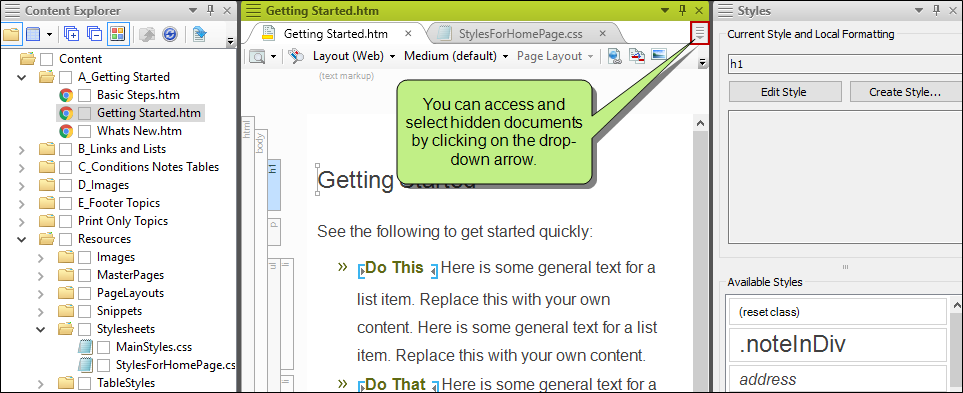 Content Explorer
Content
A_Getting Started
Basic Steps.htm
Getting Started.htm
Whats New.htm
B_Links and Lists
C_Conditions Notes Tables
D_Images
E_Footer Topics
Print Only Topics
Resources
Images
MasterPages
PageLayouts
Snippets
Stylesheets
MainStyles.css
StylesForHomePage.cs
TableStyles
Getting Started.htm
Getting Started.htm
StylesForHomePage.css
Layout (Web)
Medium (default)
Page Layout
(text markup)
You can access and
select hidden documents
by clicking on the drop-
down arrow.
html
body
h1
p
ul
li
li
Getting Started
See the following to get started quickly:
» Do This Here is some general text for a
list item. Replace this with your own
content. Here is some general text for a list
item. Replace this with your own content.
» Do That Here is some general text for a
Styles
Current Style and Local Formatting
h1
Edit Style
Create Style...
Available Styles
(reset class)
.noteInDiv
address